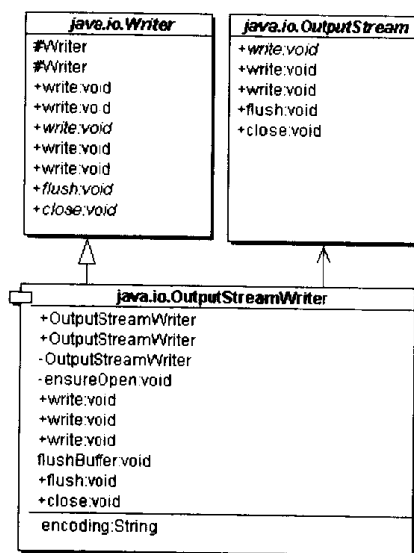 java.io.Writer
#Writer
#Writer
+write:void
+write:void
+write:void
+write:void
+write:void
+flush:void
+close:void
java.io.OutputStream
+write:void
+write:void
+write:void
+flush:void
+close:void
java.io.OutputStreamWriter
+OutputStreamWriter
+OutputStreamWriter
-OutputStreamWriter
-ensureOpen:void
+write:void
+write:void
+write:void
flushBuffer:void
+flush:void
+close:void
encoding:String